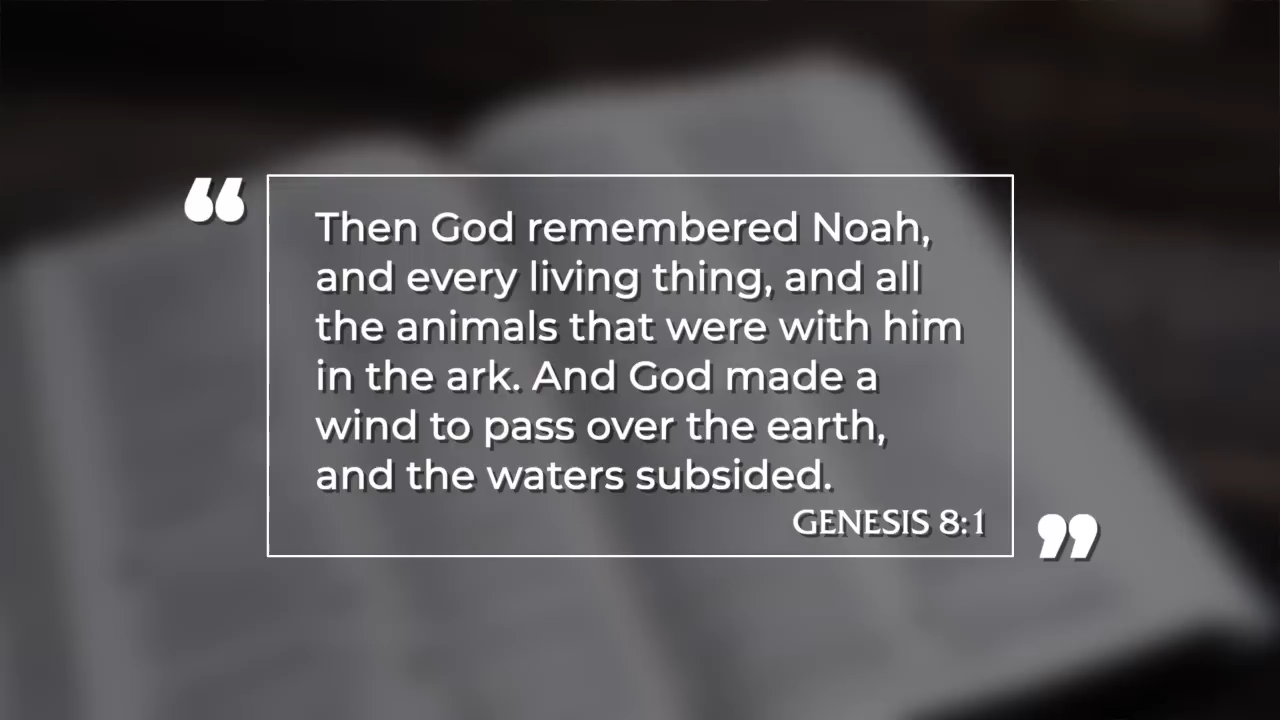 “
Then God remembered Noah,
and every living thing, and all
the animals that were with him
in the ark. And God made a
wind to pass over the earth,
and the waters subsided.
GENESIS 8:1
”